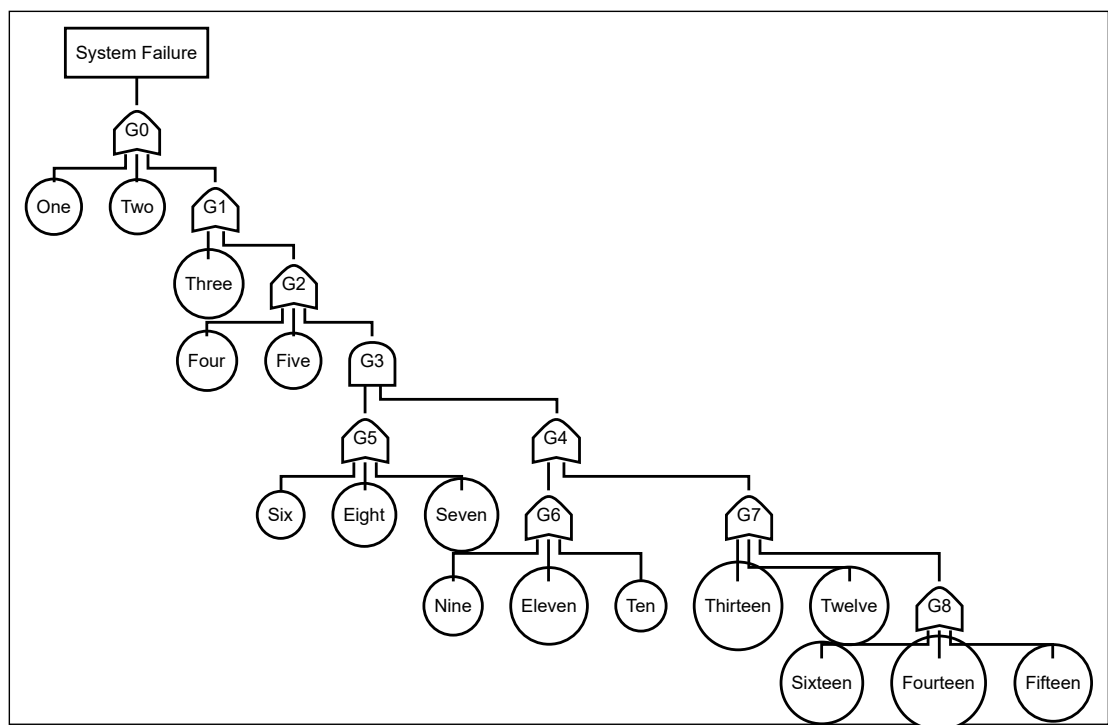 System Failure
G0
One
Two
G1
Three
G2
Four
Five
G3
G5
G4
Six
Eight
Seven
G6
G7
Nine
Eleven
Ten
Thirteen
Twelve
G8
Sixteen
Fourteen
Fifteen